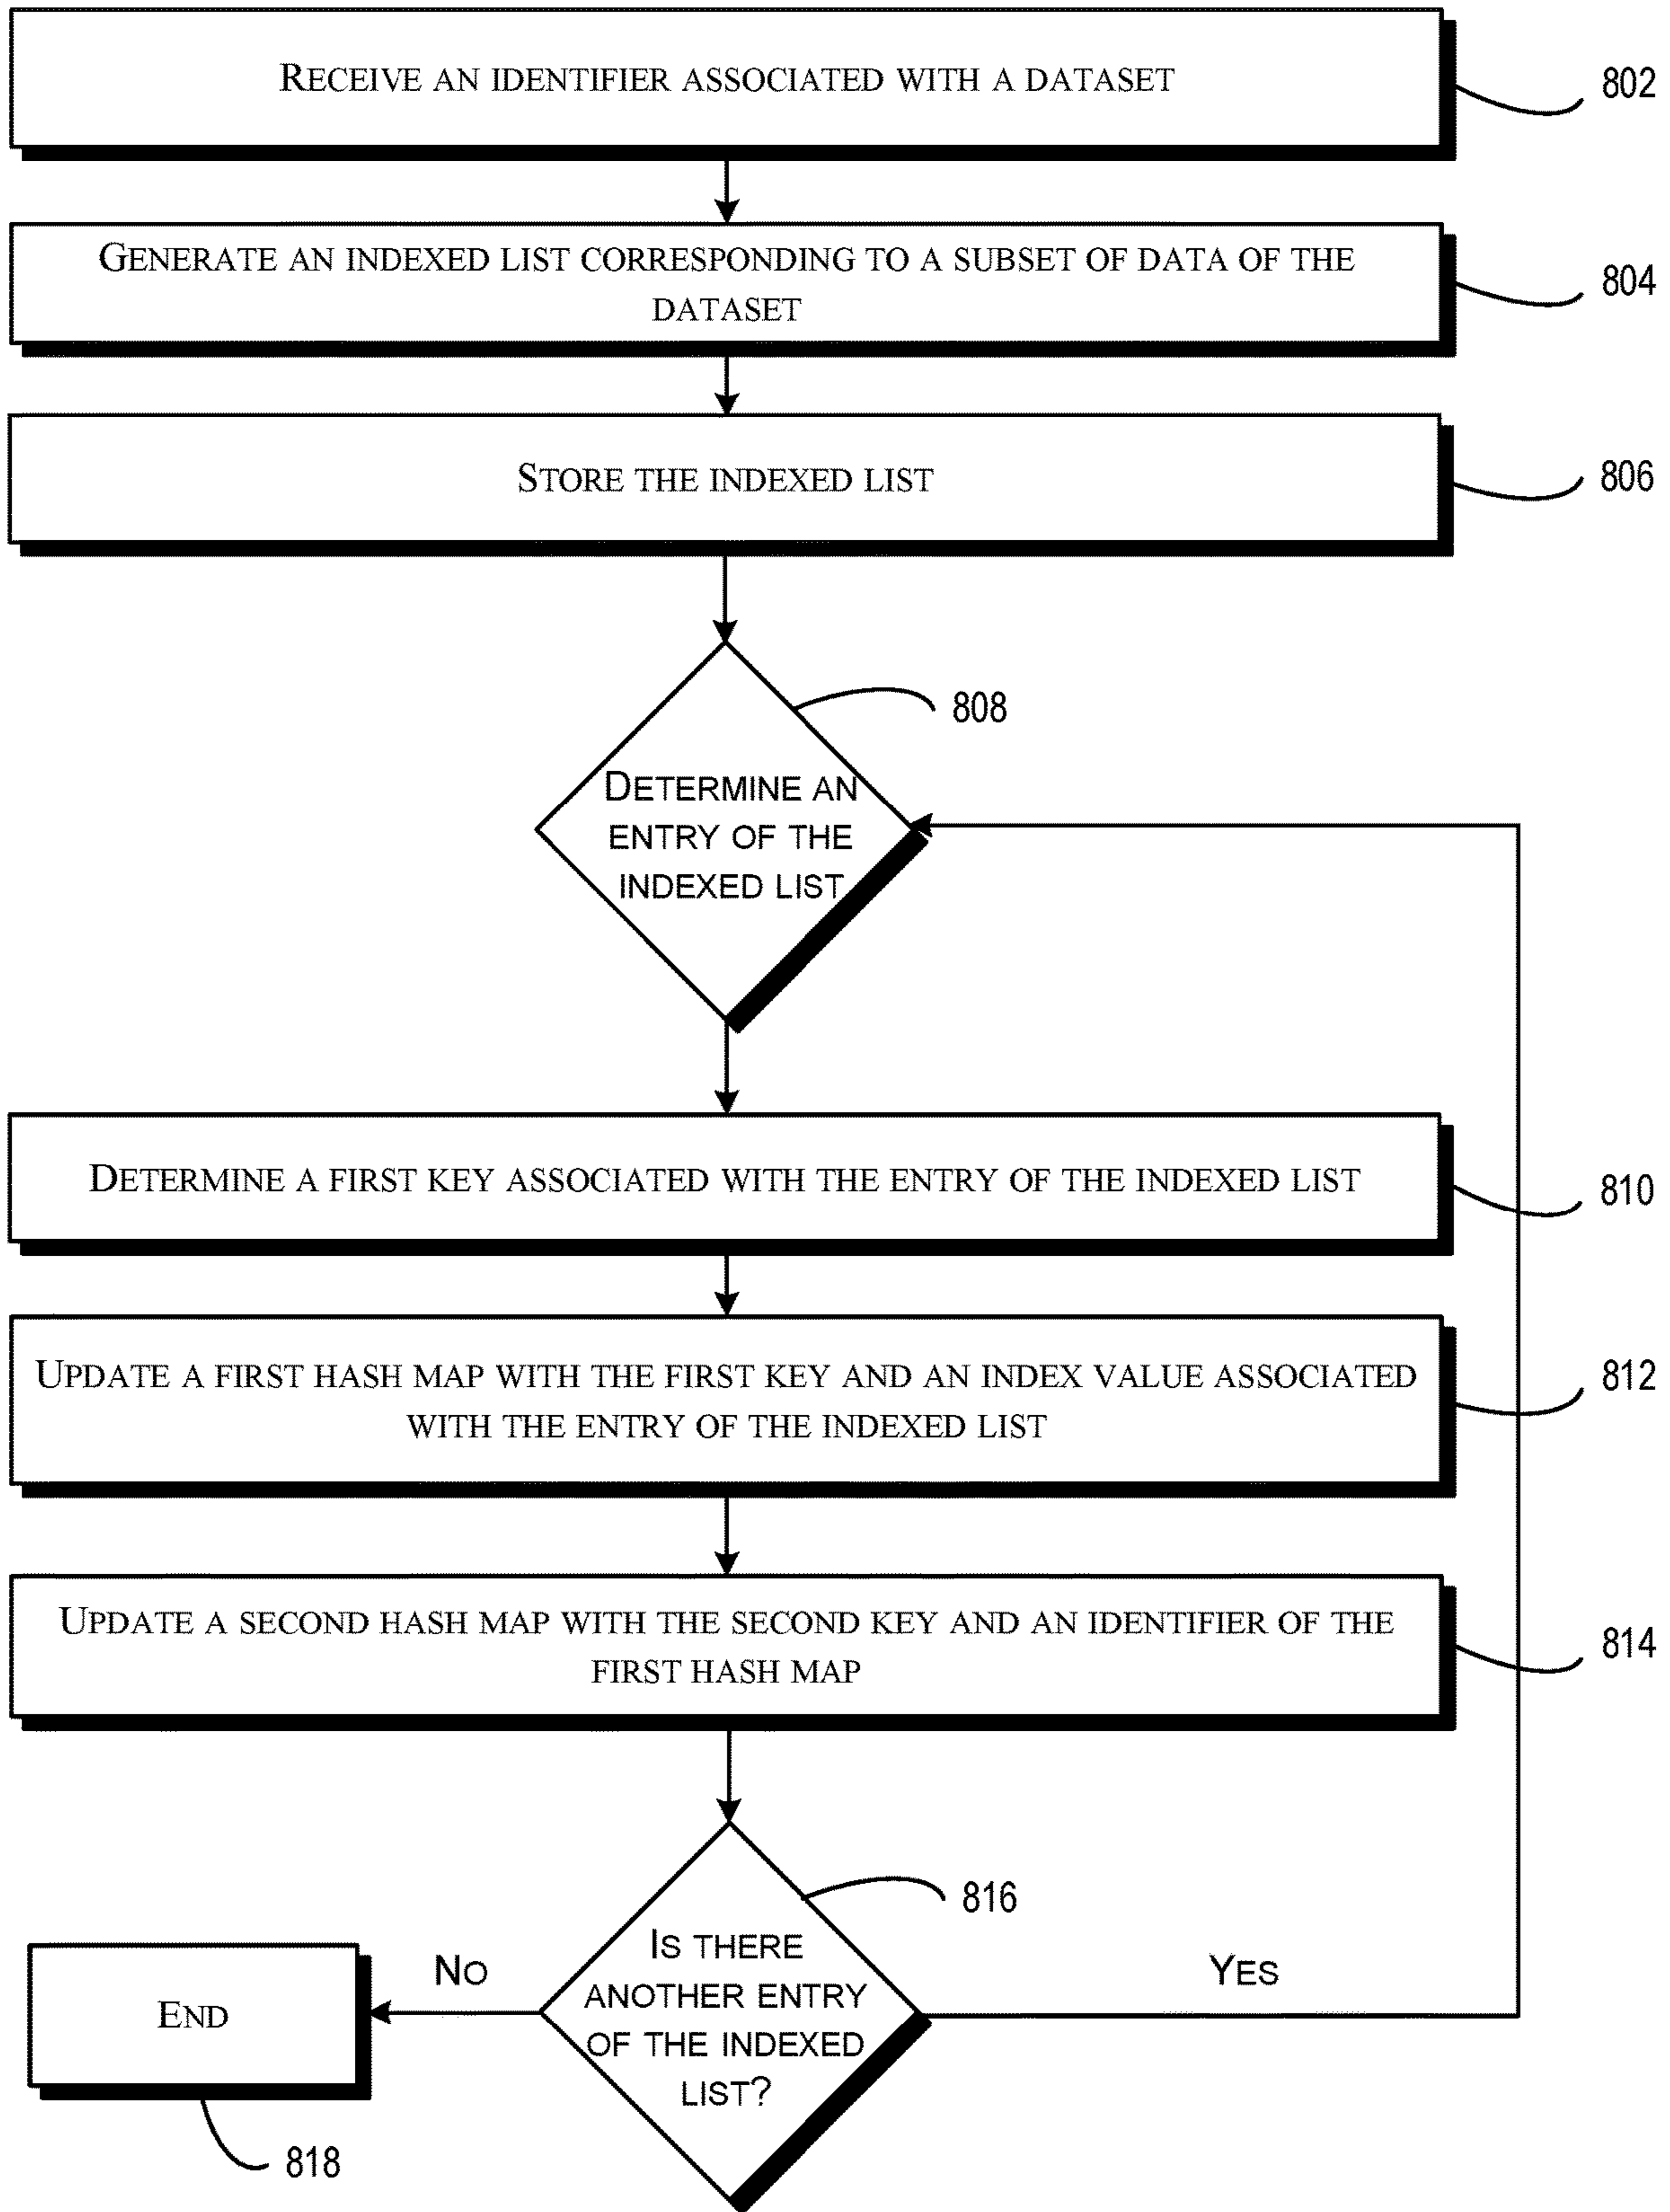 RECEIVE AN IDENTIFIER ASSOCIATED WITH A DATASET
802
GENERATE AN INDEXED LIST CORRESPONDING TO A SUBSET OF DATA OF THE
DATASET
804
STORE THE INDEXED LIST
806
808
DETERMINE AN
ENTRY OF THE
INDEXED LIST
DETERMINE A FIRST KEY ASSOCIATED WITH THE ENTRY OF THE INDEXED LIST
810
UPDATE A FIRST HASH MAP WITH THE FIRST KEY AND AN INDEX VALUE ASSOCIATED
WITH THE ENTRY OF THE INDEXED LIST
812
UPDATE A SECOND HASH MAP WITH THE SECOND KEY AND AN IDENTIFIER OF THE
FIRST HASH MAP
814
816
IS THERE
ANOTHER ENTRY
OF THE INDEXED
LIST?
NO
YES
END
818